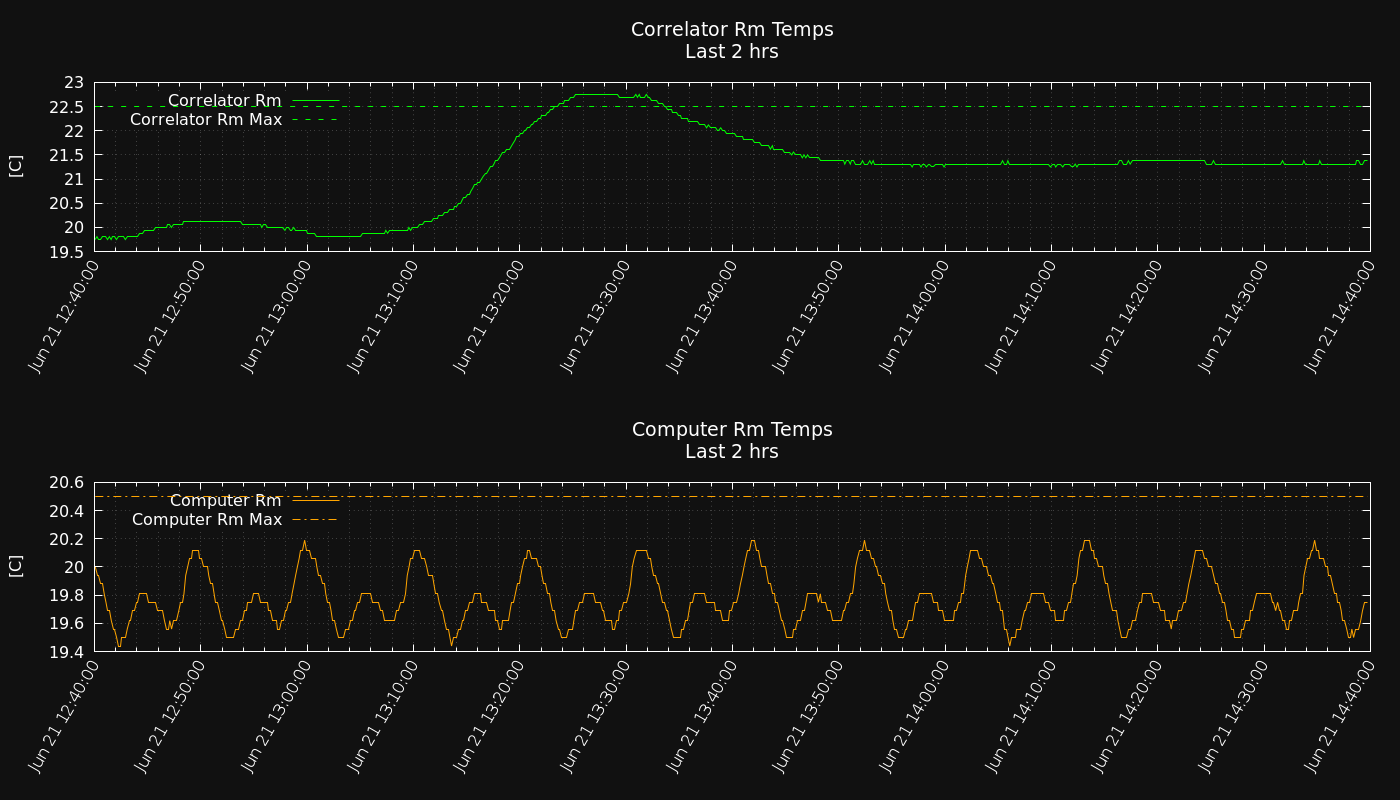 Correlator Rm Temps
Last 2 hrs
Correlator Rm
Correlator Rm Max
[C]
23
22.5
22
21.5
21
20.5
20
19.5
Jun 21 12:40:00
Jun 21 12:50:00
Jun 21 13:00:00
Jun 21 13:10:00
Jun 21 13:20:00
Jun 21 13:30:00
Jun 21 13:40:00
Jun 21 13:50:00
Jun 21 14:00:00
Jun 21 14:10:00
Jun 21 14:20:00
Jun 21 14:30:00
Jun 21 14:40:00
Computer Rm Temps
Last 2 hrs
Computer Rm
Computer Rm Max
[C]
20.6
20.4
20.2
20
19.8
19.6
19.4
Jun 21 12:40:00
Jun 21 12:50:00
Jun 21 13:00:00
Jun 21 13:10:00
Jun 21 13:20:00
Jun 21 13:30:00
Jun 21 13:40:00
Jun 21 13:50:00
Jun 21 14:00:00
Jun 21 14:10:00
Jun 21 14:20:00
Jun 21 14:30:00
Jun 21 14:40:00